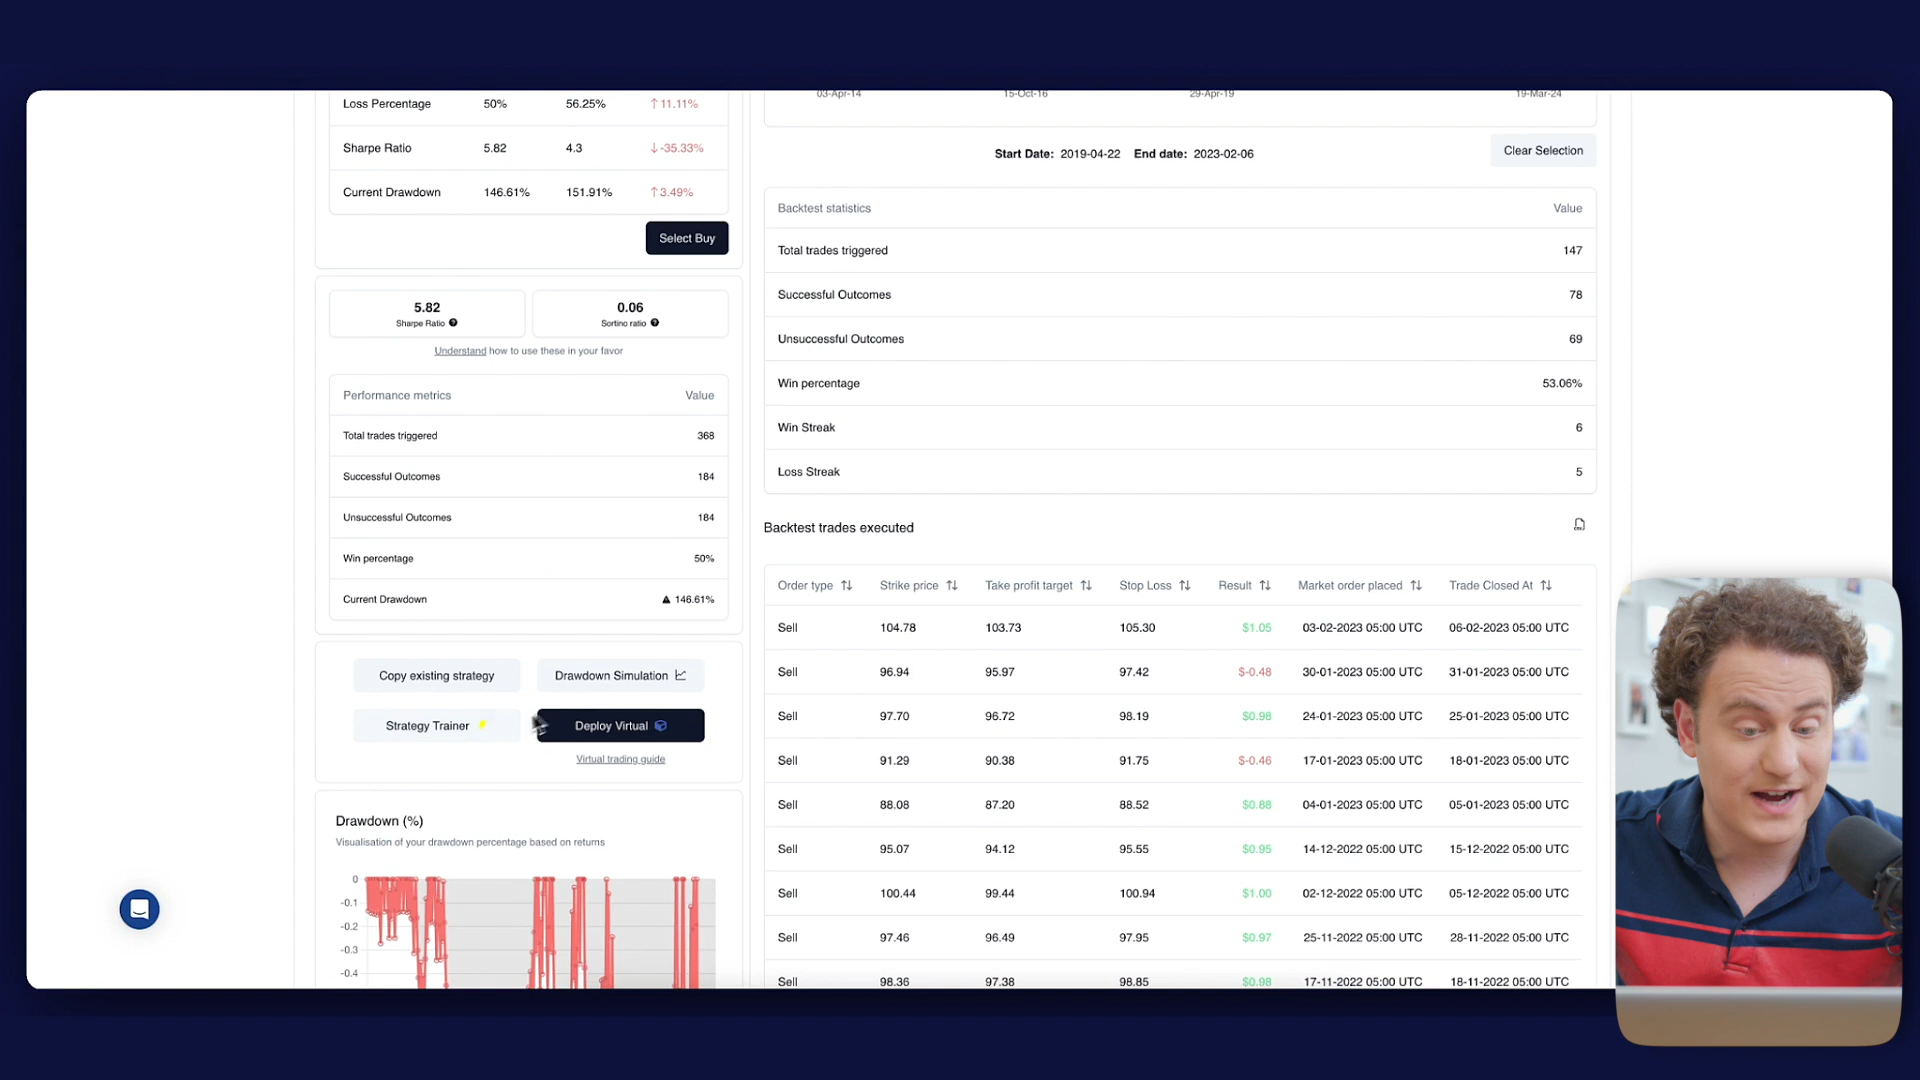 Loss Percentage 50% 56.25% ↑ 11.11%
Sharpe Ratio 5.82 4.3 ↓ -35.33%
Current Drawdown 146.61% 151.91% ↑ 3.49%
Select Buy
5.82
Sharpe Ratio
0.06
Sortino ratio
Understand how to use these in your favor
Performance metrics Value
Total trades triggered 368
Successful Outcomes 184
Unsuccessful Outcomes 184
Win percentage 50%
Current Drawdown 146.61%
Copy existing strategy
Drawdown Simulation
Strategy Trainer
Deploy Virtual
Virtual trading guide
Drawdown (%)
Visualisation of your drawdown percentage based on returns
0
-0.1
-0.2
-0.3
-0.4
03-Apr-14 15-Oct-16 29-Apr-19 19-Mar-24
Start Date: 2019-04-22 End date: 2023-02-06
Clear Selection
Backtest statistics Value
Total trades triggered 147
Successful Outcomes 78
Unsuccessful Outcomes 69
Win percentage 53.06%
Win Streak 6
Loss Streak 5
Backtest trades executed
Order type Strike price Take profit target Stop Loss Result Market order placed Trade Closed At
Sell 104.78 103.73 105.30 $1.05 03-02-2023 05:00 UTC 06-02-2023 05:00 UTC
Sell 96.94 95.97 97.42 $-0.48 30-01-2023 05:00 UTC 31-01-2023 05:00 UTC
Sell 97.70 96.72 98.19 $0.98 24-01-2023 05:00 UTC 25-01-2023 05:00 UTC
Sell 91.29 90.38 91.75 $-0.46 17-01-2023 05:00 UTC 18-01-2023 05:00 UTC
Sell 88.08 87.20 88.52 $0.88 04-01-2023 05:00 UTC 05-01-2023 05:00 UTC
Sell 95.07 94.12 95.55 $0.95 14-12-2022 05:00 UTC 15-12-2022 05:00 UTC
Sell 100.44 99.44 100.94 $1.00 02-12-2022 05:00 UTC 05-12-2022 05:00 UTC
Sell 97.46 96.49 97.95 $0.97 25-11-2022 05:00 UTC 28-11-2022 05:00 UTC
Sell 98.36 97.38 98.85 $0.98 17-11-2022 05:00 UTC 18-11-2022 05:00 UTC